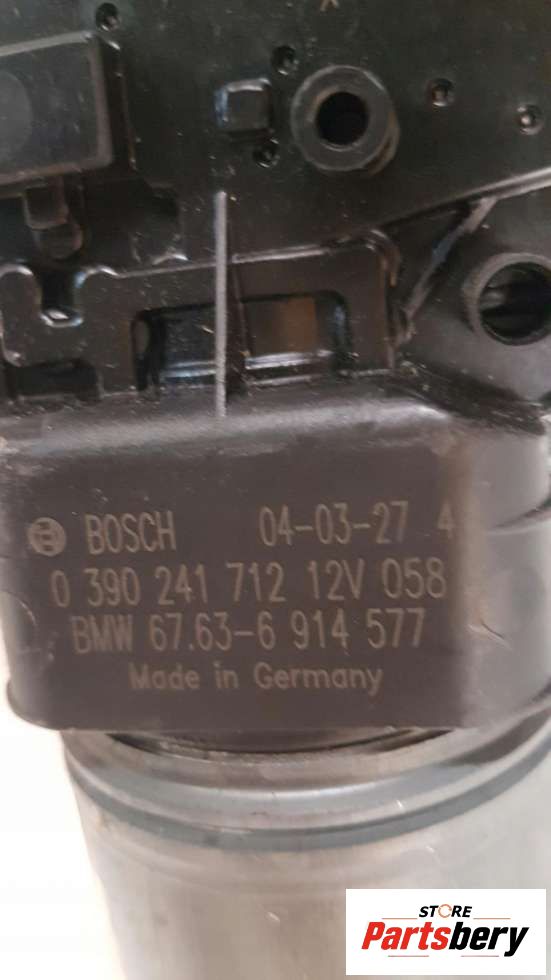 BOSCH 04-03-27 4
0 390 241 712 12V 058
BMW 67.63-6 914 577
Made in Germany
STORE
Partsbery